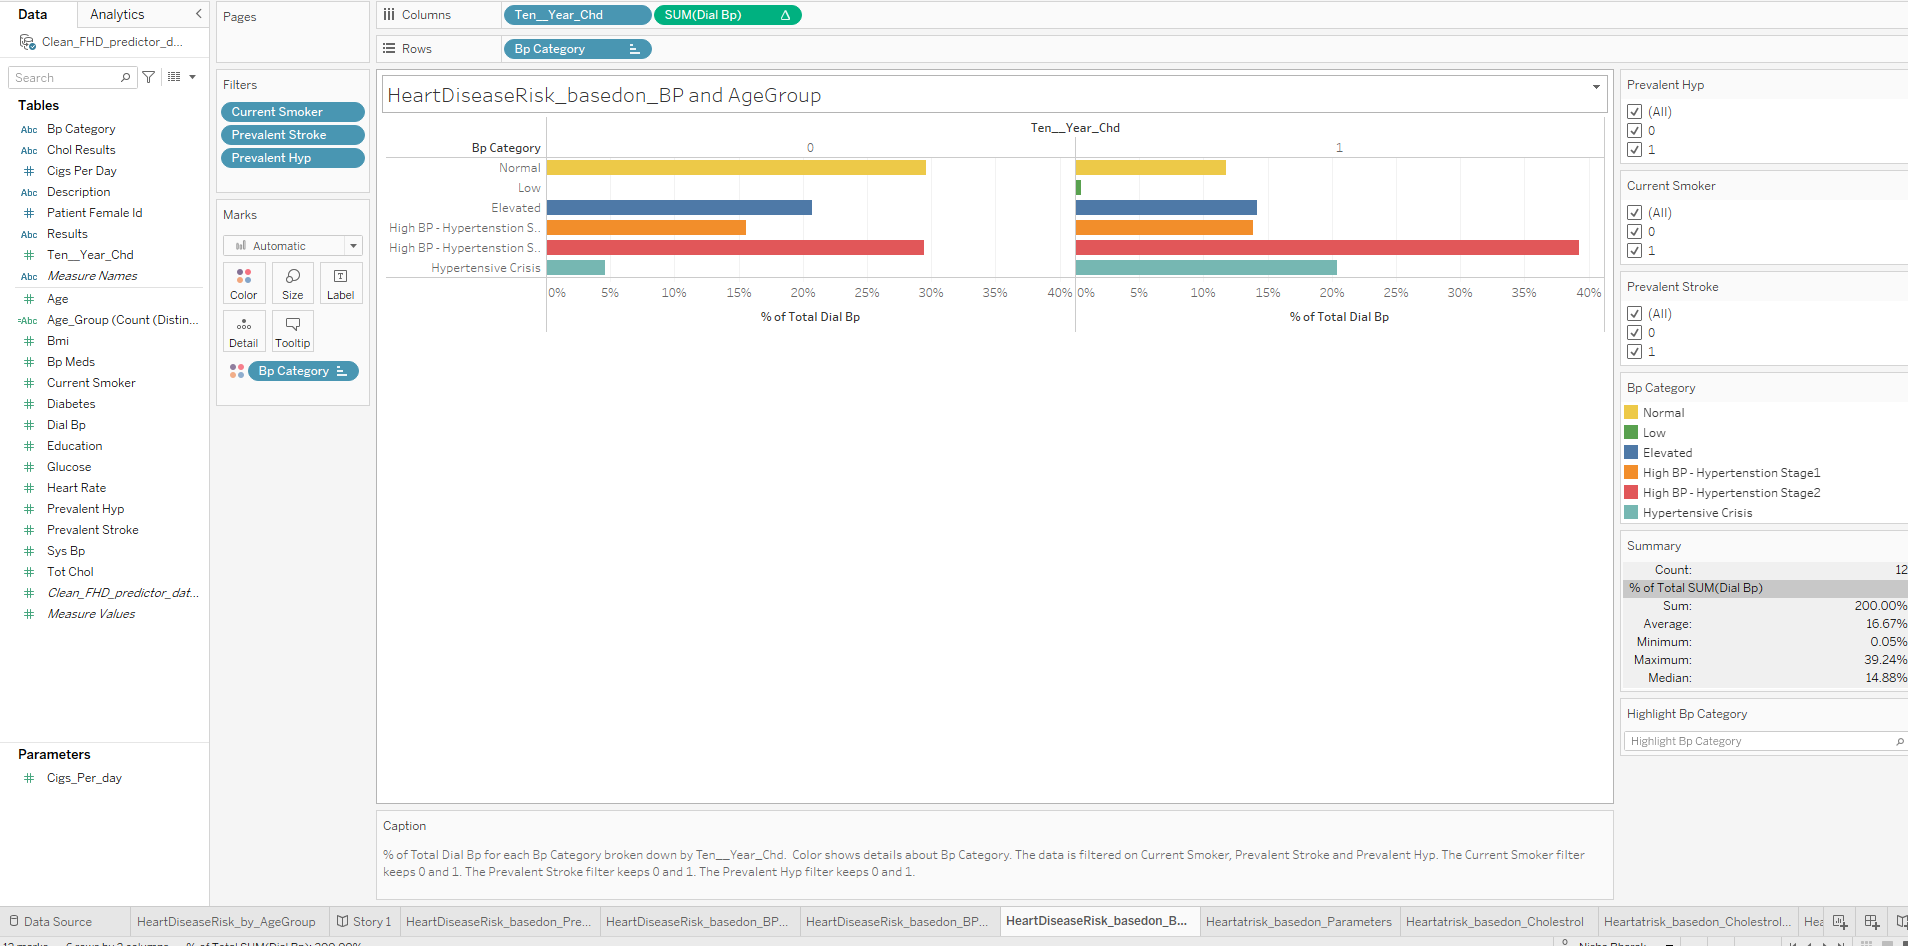 Data
Analytics
Clean_FHD_predictor_d...
Search
Tables
Abc Bp Category
Abc Chol Results
Cigs Per Day
Abc Description
Patient Female Id
Abc Results
Ten__Year_Chd
Abc Measure Names
Age
=Abc Age_Group (Count (Distin...
Bmi
Bp Meds
Current Smoker
Diabetes
Dial Bp
Education
Glucose
Heart Rate
Prevalent Hyp
Prevalent Stroke
Sys Bp
Tot Chol
Clean_FHD_predictor_dat...
Measure Values
Parameters
Cigs_Per_day
Pages
Filters
Current Smoker
Prevalent Stroke
Prevalent Hyp
Marks
Automatic
Color
Size
Label
Detail
Tooltip
Bp Category
Columns
Ten__Year_Chd
SUM(Dial Bp)
Rows
Bp Category
HeartDiseaseRisk_basedon_BP and AgeGroup
Ten__Year_Chd
Bp Category 0 1
Normal
Low
Elevated
High BP - Hypertenstion S..
High BP - Hypertenstion S..
Hypertensive Crisis
0% 5% 10% 15% 20% 25% 30% 35% 40% 0% 5% 10% 15% 20% 25% 30% 35% 40%
% of Total Dial Bp % of Total Dial Bp
Caption
% of Total Dial Bp for each Bp Category broken down by Ten__Year_Chd. Color shows details about Bp Category. The data is filtered on Current Smoker, Prevalent Stroke and Prevalent Hyp. The Current Smoker filter
keeps 0 and 1. The Prevalent Stroke filter keeps 0 and 1. The Prevalent Hyp filter keeps 0 and 1.
Prevalent Hyp
(All)
0
1
Current Smoker
(All)
0
1
Prevalent Stroke
(All)
0
1
Bp Category
Normal
Low
Elevated
High BP - Hypertenstion Stage1
High BP - Hypertenstion Stage2
Hypertensive Crisis
Summary
Count: 12
% of Total SUM(Dial Bp)
Sum: 200.00%
Average: 16.67%
Minimum: 0.05%
Maximum: 39.24%
Median: 14.88%
Highlight Bp Category
Highlight Bp Category
Data Source
HeartDiseaseRisk_by_AgeGroup
Story 1
HeartDiseaseRisk_basedon_Pre...
HeartDiseaseRisk_basedon_BP...
HeartDiseaseRisk_basedon_BP...
HeartDiseaseRisk_basedon_B...
Heartatrisk_basedon_Parameters
Heartatrisk_basedon_Cholestrol
Heartatrisk_basedon_Cholestrol...
Hea